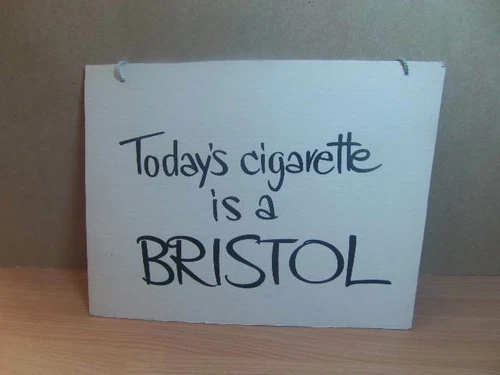 Today's cigarette
is a
BRISTOL